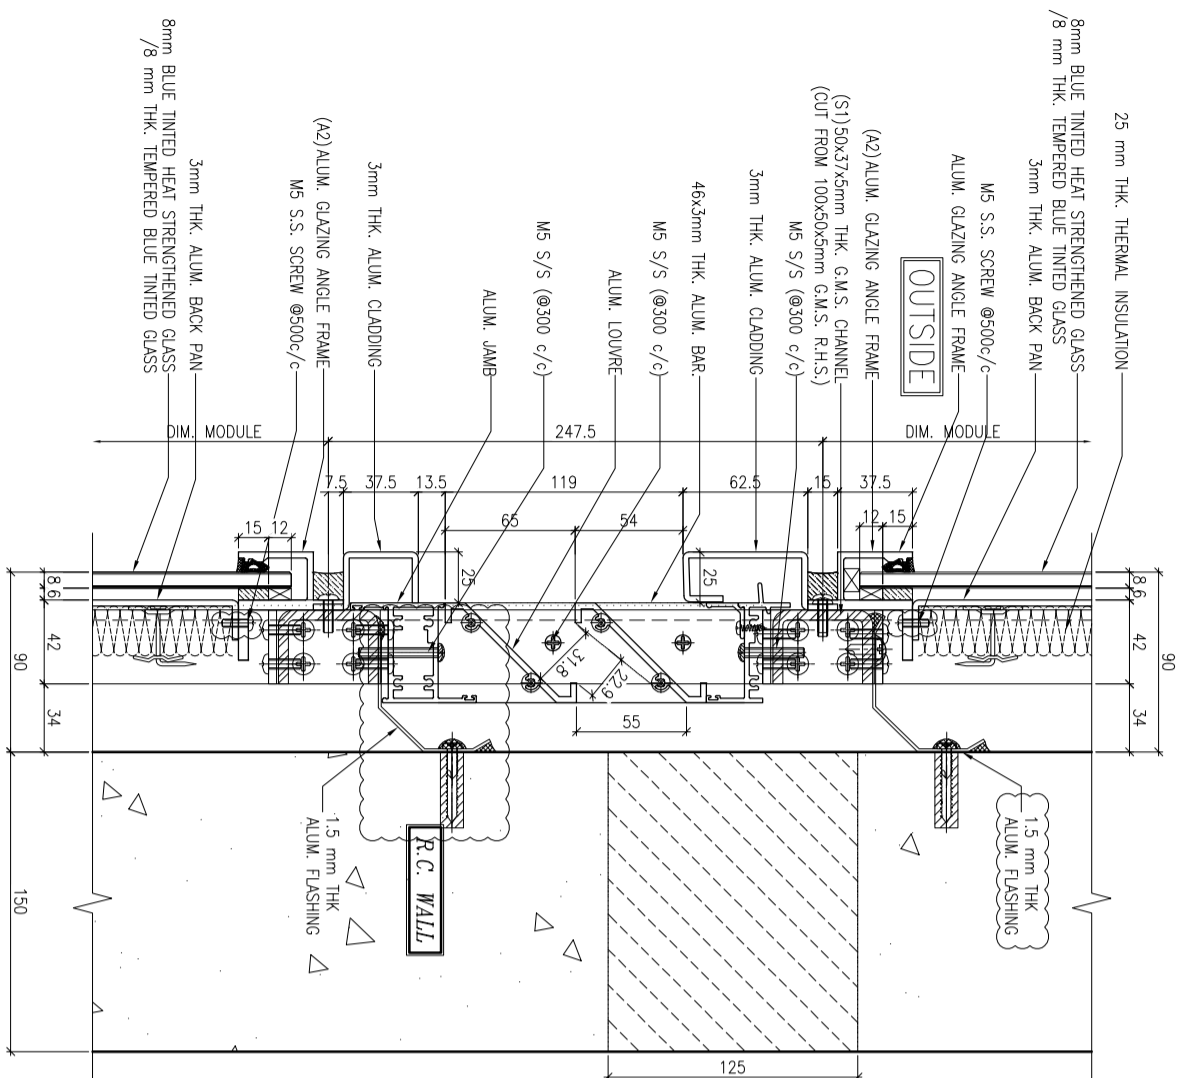 8mm BLUE TINTED HEAT STRENGTHENED GLASS
/8 mm THK. TEMPERED BLUE TINTED GLASS
3mm THK. ALUM. BACK PAN
M5 S.S. SCREW @500c/c
(A2)ALUM. GLAZING ANGLE FRAME
3mm THK. ALUM. CLADDING
ALUM. JAMB
M5 S/S (@300 c/c)
ALUM. LOUVRE
M5 S/S (@300 c/c)
46x3mm THK. ALUM. BAR.
3mm THK. ALUM. CLADDING
M5 S/S (@300 c/c)
(S1)50x37x5mm THK. G.M.S. CHANNEL
(CUT FROM 100x50x5mm G.M.S. R.H.S.)
(A2)ALUM. GLAZING ANGLE FRAME
OUTSIDE
ALUM. GLAZING ANGLE FRAME
M5 S.S. SCREW @500c/c
3mm THK. ALUM. BACK PAN
8mm BLUE TINTED HEAT STRENGTHENED GLASS
/8 mm THK. TEMPERED BLUE TINTED GLASS
25 mm THK. THERMAL INSULATION
DIM. MODULE
247.5
DIM. MODULE
7.5
37.5
13.5
119
62.5
15
37.5
15
12
65
54
12
15
25
25
8
6
42
90
34
31.8
22.9
55
8
6
42
90
34
1.5 mm THK
ALUM. FLASHING
R.C. WALL
1.5 mm THK
ALUM. FLASHING
150
125